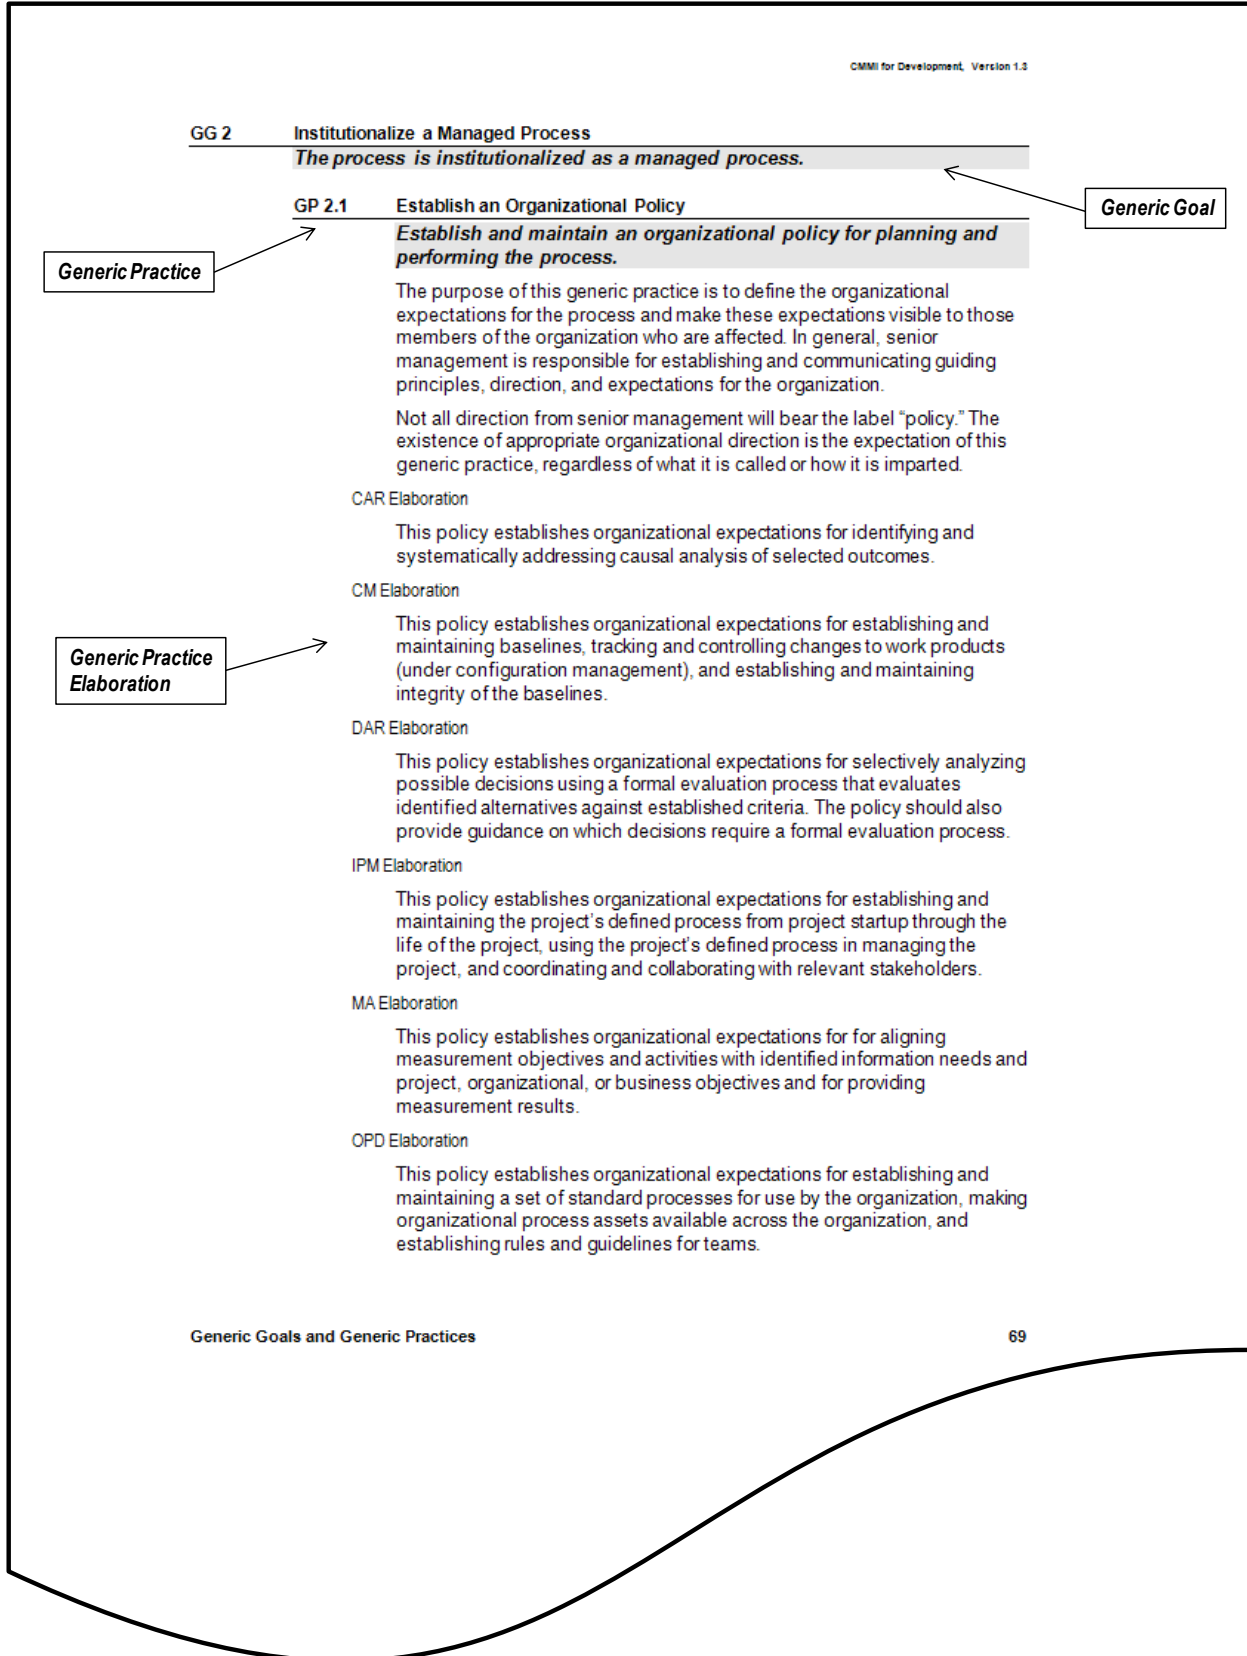 CMMI for Development, Version 1.3
GG 2 Institutionalize a Managed Process
The process is institutionalized as a managed process.
Generic Goal
GP 2.1 Establish an Organizational Policy
Establish and maintain an organizational policy for planning and
performing the process.
Generic Practice
The purpose of this generic practice is to define the organizational
expectations for the process and make these expectations visible to those
members of the organization who are affected. In general, senior
management is responsible for establishing and communicating guiding
principles, direction, and expectations for the organization.
Not all direction from senior management will bear the label “policy.” The
existence of appropriate organizational direction is the expectation of this
generic practice, regardless of what it is called or how it is imparted.
CAR Elaboration
This policy establishes organizational expectations for identifying and
systematically addressing causal analysis of selected outcomes.
CM Elaboration
This policy establishes organizational expectations for establishing and
maintaining baselines, tracking and controlling changes to work products
(under configuration management), and establishing and maintaining
integrity of the baselines.
Generic Practice
Elaboration
DAR Elaboration
This policy establishes organizational expectations for selectively analyzing
possible decisions using a formal evaluation process that evaluates
identified alternatives against established criteria. The policy should also
provide guidance on which decisions require a formal evaluation process.
IPM Elaboration
This policy establishes organizational expectations for establishing and
maintaining the project’s defined process from project startup through the
life of the project, using the project’s defined process in managing the
project, and coordinating and collaborating with relevant stakeholders.
MA Elaboration
This policy establishes organizational expectations for for aligning
measurement objectives and activities with identified information needs and
project, organizational, or business objectives and for providing
measurement results.
OPD Elaboration
This policy establishes organizational expectations for establishing and
maintaining a set of standard processes for use by the organization, making
organizational process assets available across the organization, and
establishing rules and guidelines for teams.
Generic Goals and Generic Practices 69